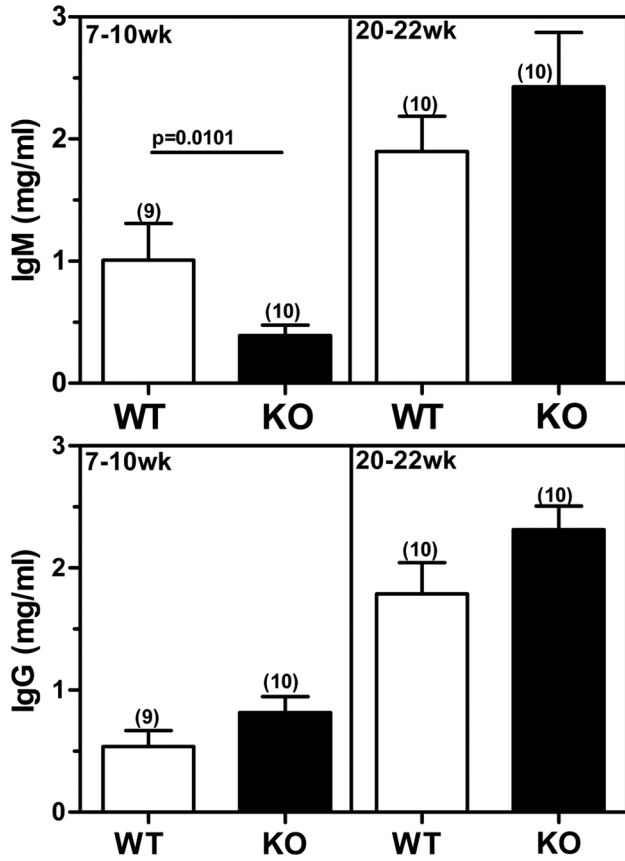 3
7-10wk
20-22wk
(10)
(10)
p=0.0101
2
(9)
1
(10)
0
IgM (mg/ml)
WT
KO
WT
KO
3
7-10wk
20-22wk
(10)
(10)
2
(10)
1
(9)
0
IgG (mg/ml)
WT
KO
WT
KO